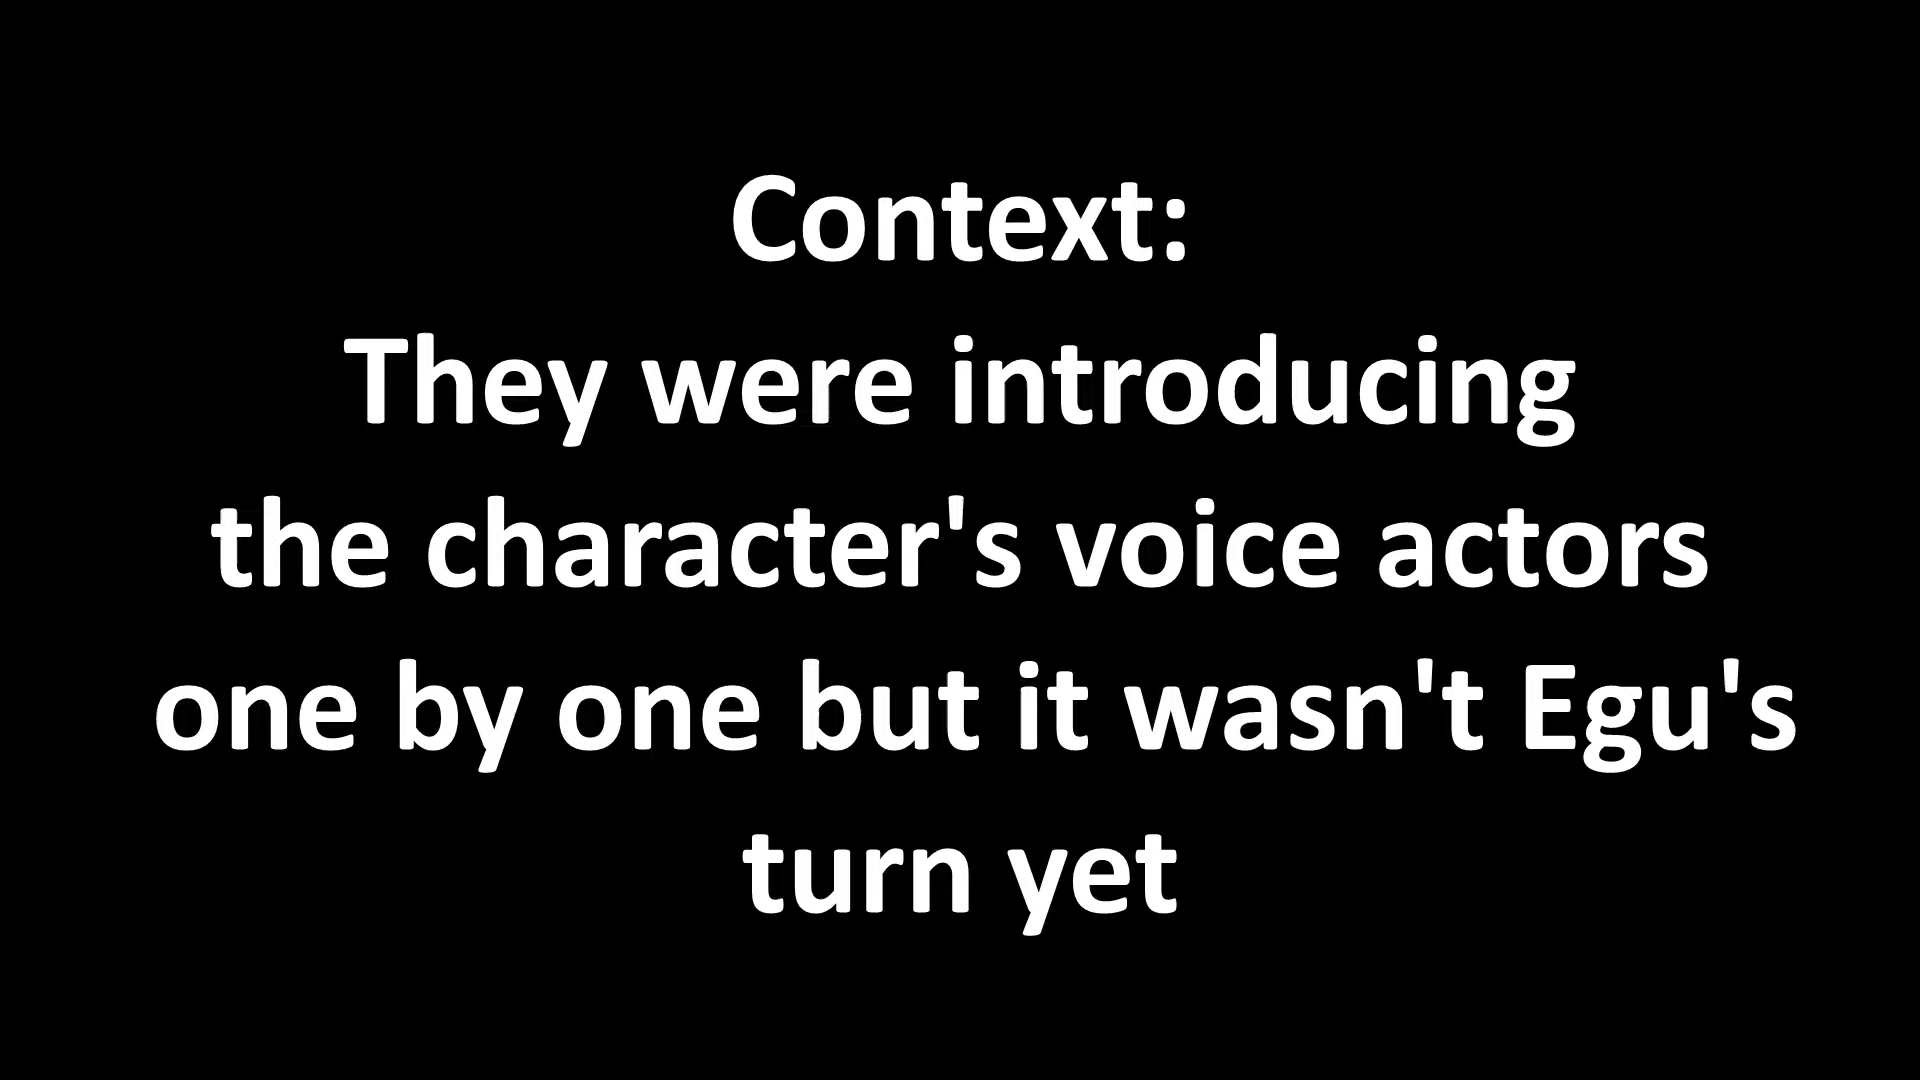 Context:
They were introducing
the character's voice actors
one by one but it wasn't Egu's
turn yet